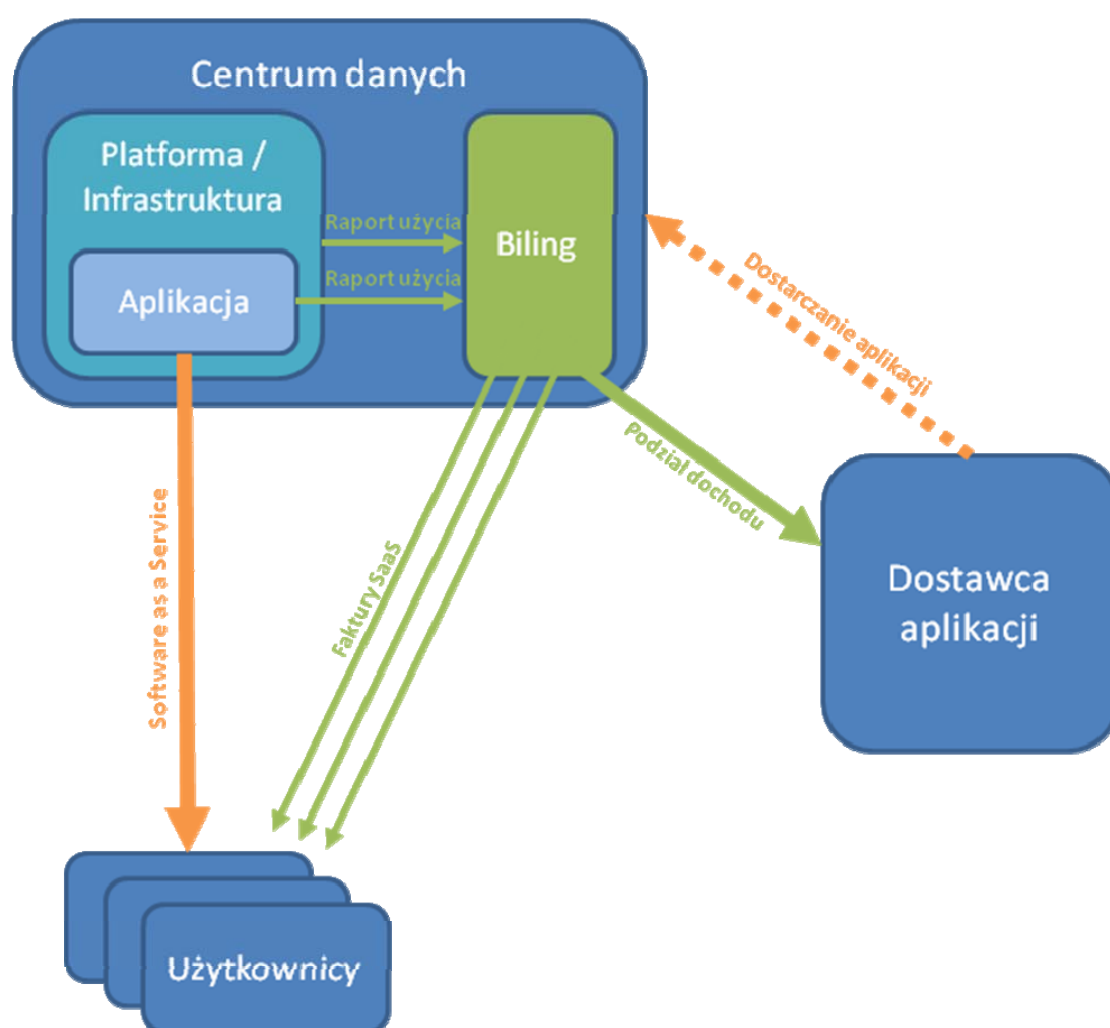 Centrum danych
Platforma /
Infrastruktura
Aplikacja
Raport użycia
Raport użycia
Biling
Dostarczanie aplikacji
Podział dochodu
Dostawca
aplikacji
Software as a Service
Faktury SaaS
Użytkownicy